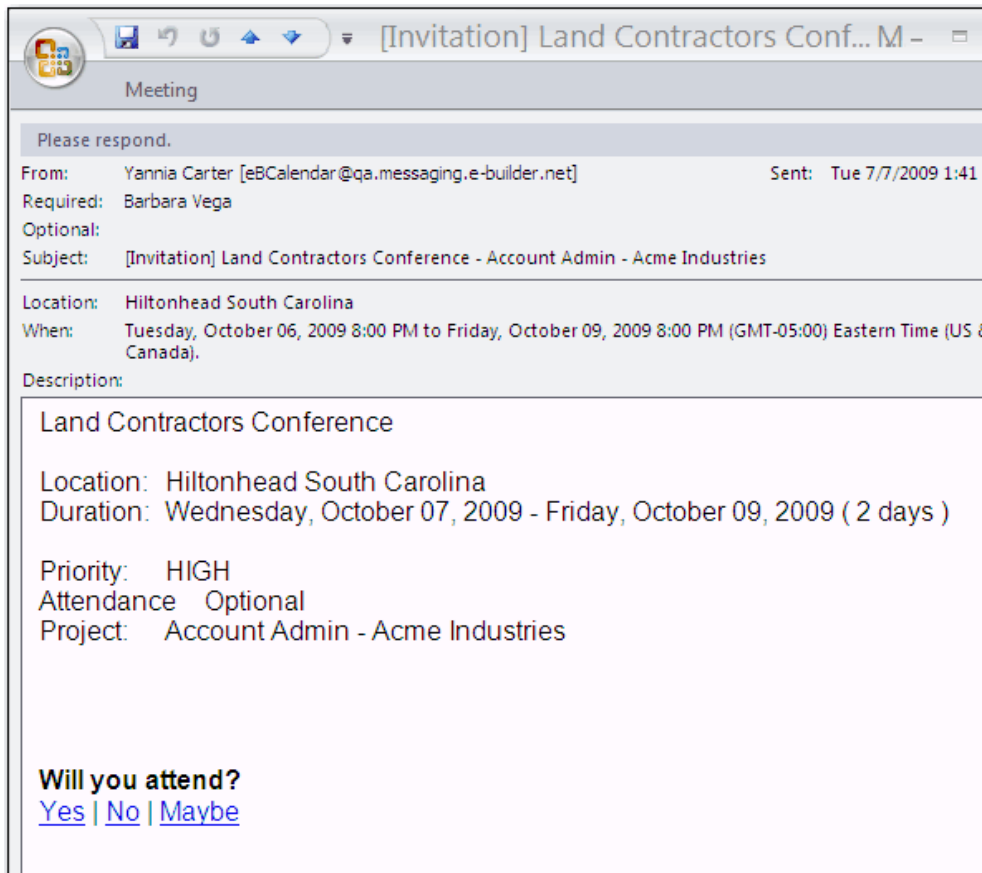 [Invitation] Land Contractors Conf... M -
Meeting
Please respond.
From: Yannia Carter [eBCalendar@qa.messaging.e-builder.net] Sent: Tue 7/7/2009 1:41
Required: Barbara Vega
Optional:
Subject: [Invitation] Land Contractors Conference - Account Admin - Acme Industries
Location: Hiltonhead South Carolina
When: Tuesday, October 06, 2009 8:00 PM to Friday, October 09, 2009 8:00 PM (GMT-05:00) Eastern Time (US &
Canada).
Description:
Land Contractors Conference
Location: Hiltonhead South Carolina
Duration: Wednesday, October 07, 2009 - Friday, October 09, 2009 ( 2 days )
Priority: HIGH
Attendance Optional
Project: Account Admin - Acme Industries
Will you attend?
Yes | No | Maybe